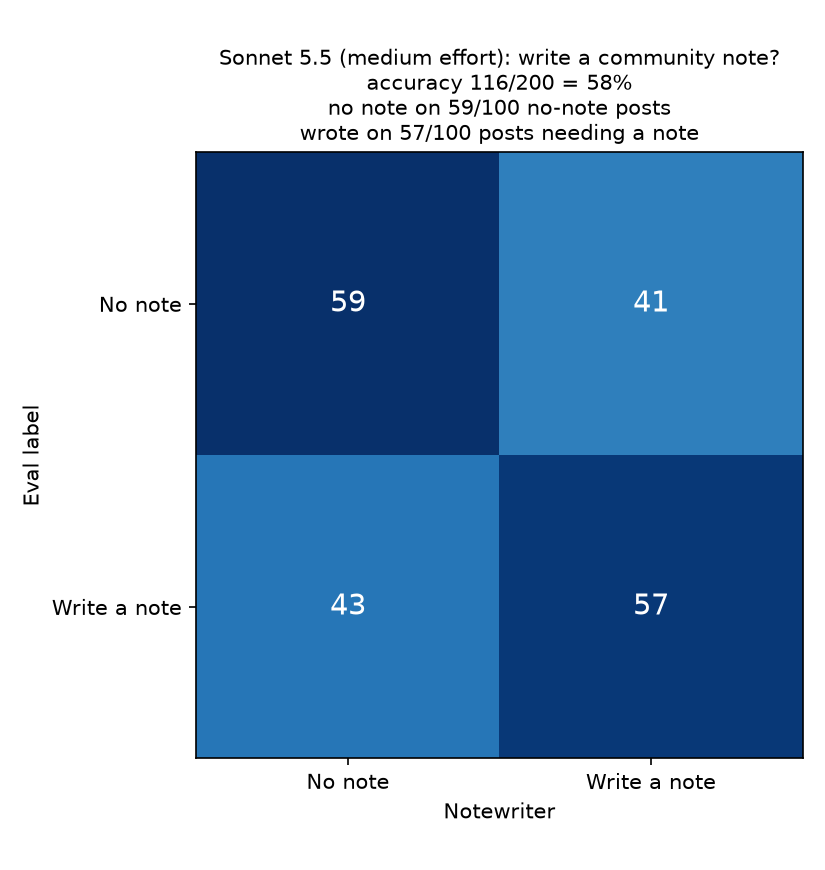 Sonnet 5.5 (medium effort): write a community note?
accuracy 116/200 = 58%
no note on 59/100 no-note posts
wrote on 57/100 posts needing a note
No note
59
41
Eval label
Write a note
43
57
No note
Write a note
Notewriter